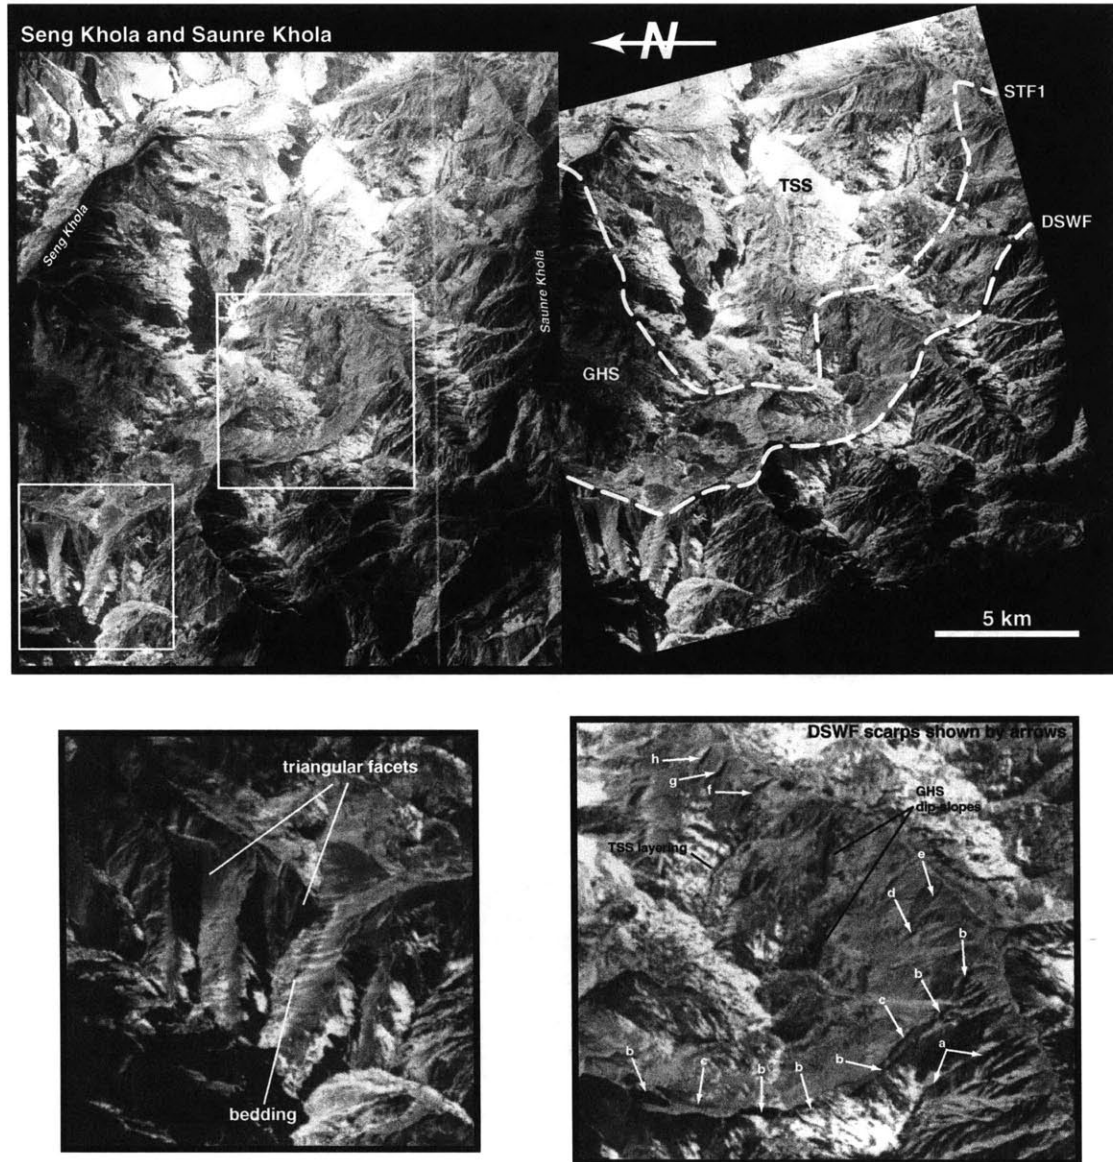 Seng Khola and Saunre Khola
N
STF1
TSS
DSWF
Seng Khola
Saunre Khola
GHS
5 km
triangular facets
bedding
DSWF scarps shown by arrows
h
g
f
GHS
dip-slopes
TSS layering
e
d
b
b
c
a
b
b
c
b
b